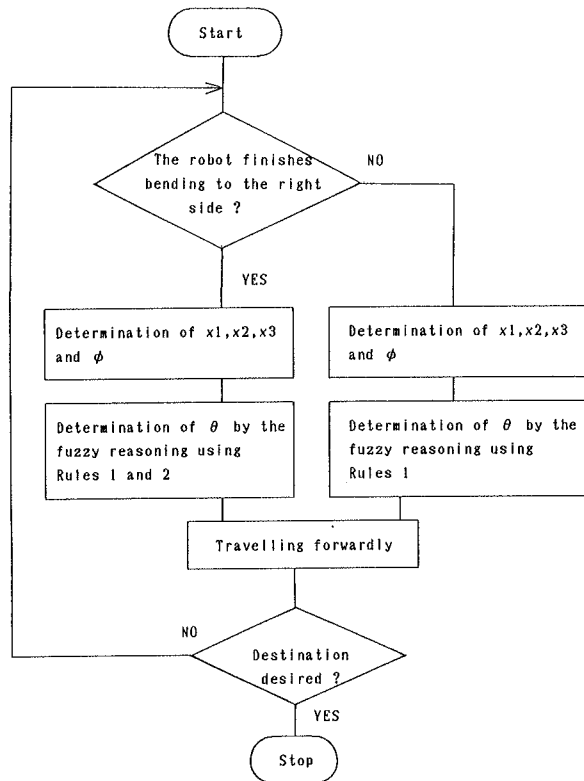 Start
The robot finishes
bending to the right
side ?
NO
YES
Determination of x1,x2,x3
and φ
Determination of x1,x2,x3
and φ
Determination of θ by the
fuzzy reasoning using
Rules 1 and 2
Determination of θ by the
fuzzy reasoning using
Rules 1
Travelling forwardly
NO
Destination
desired ?
YES
Stop